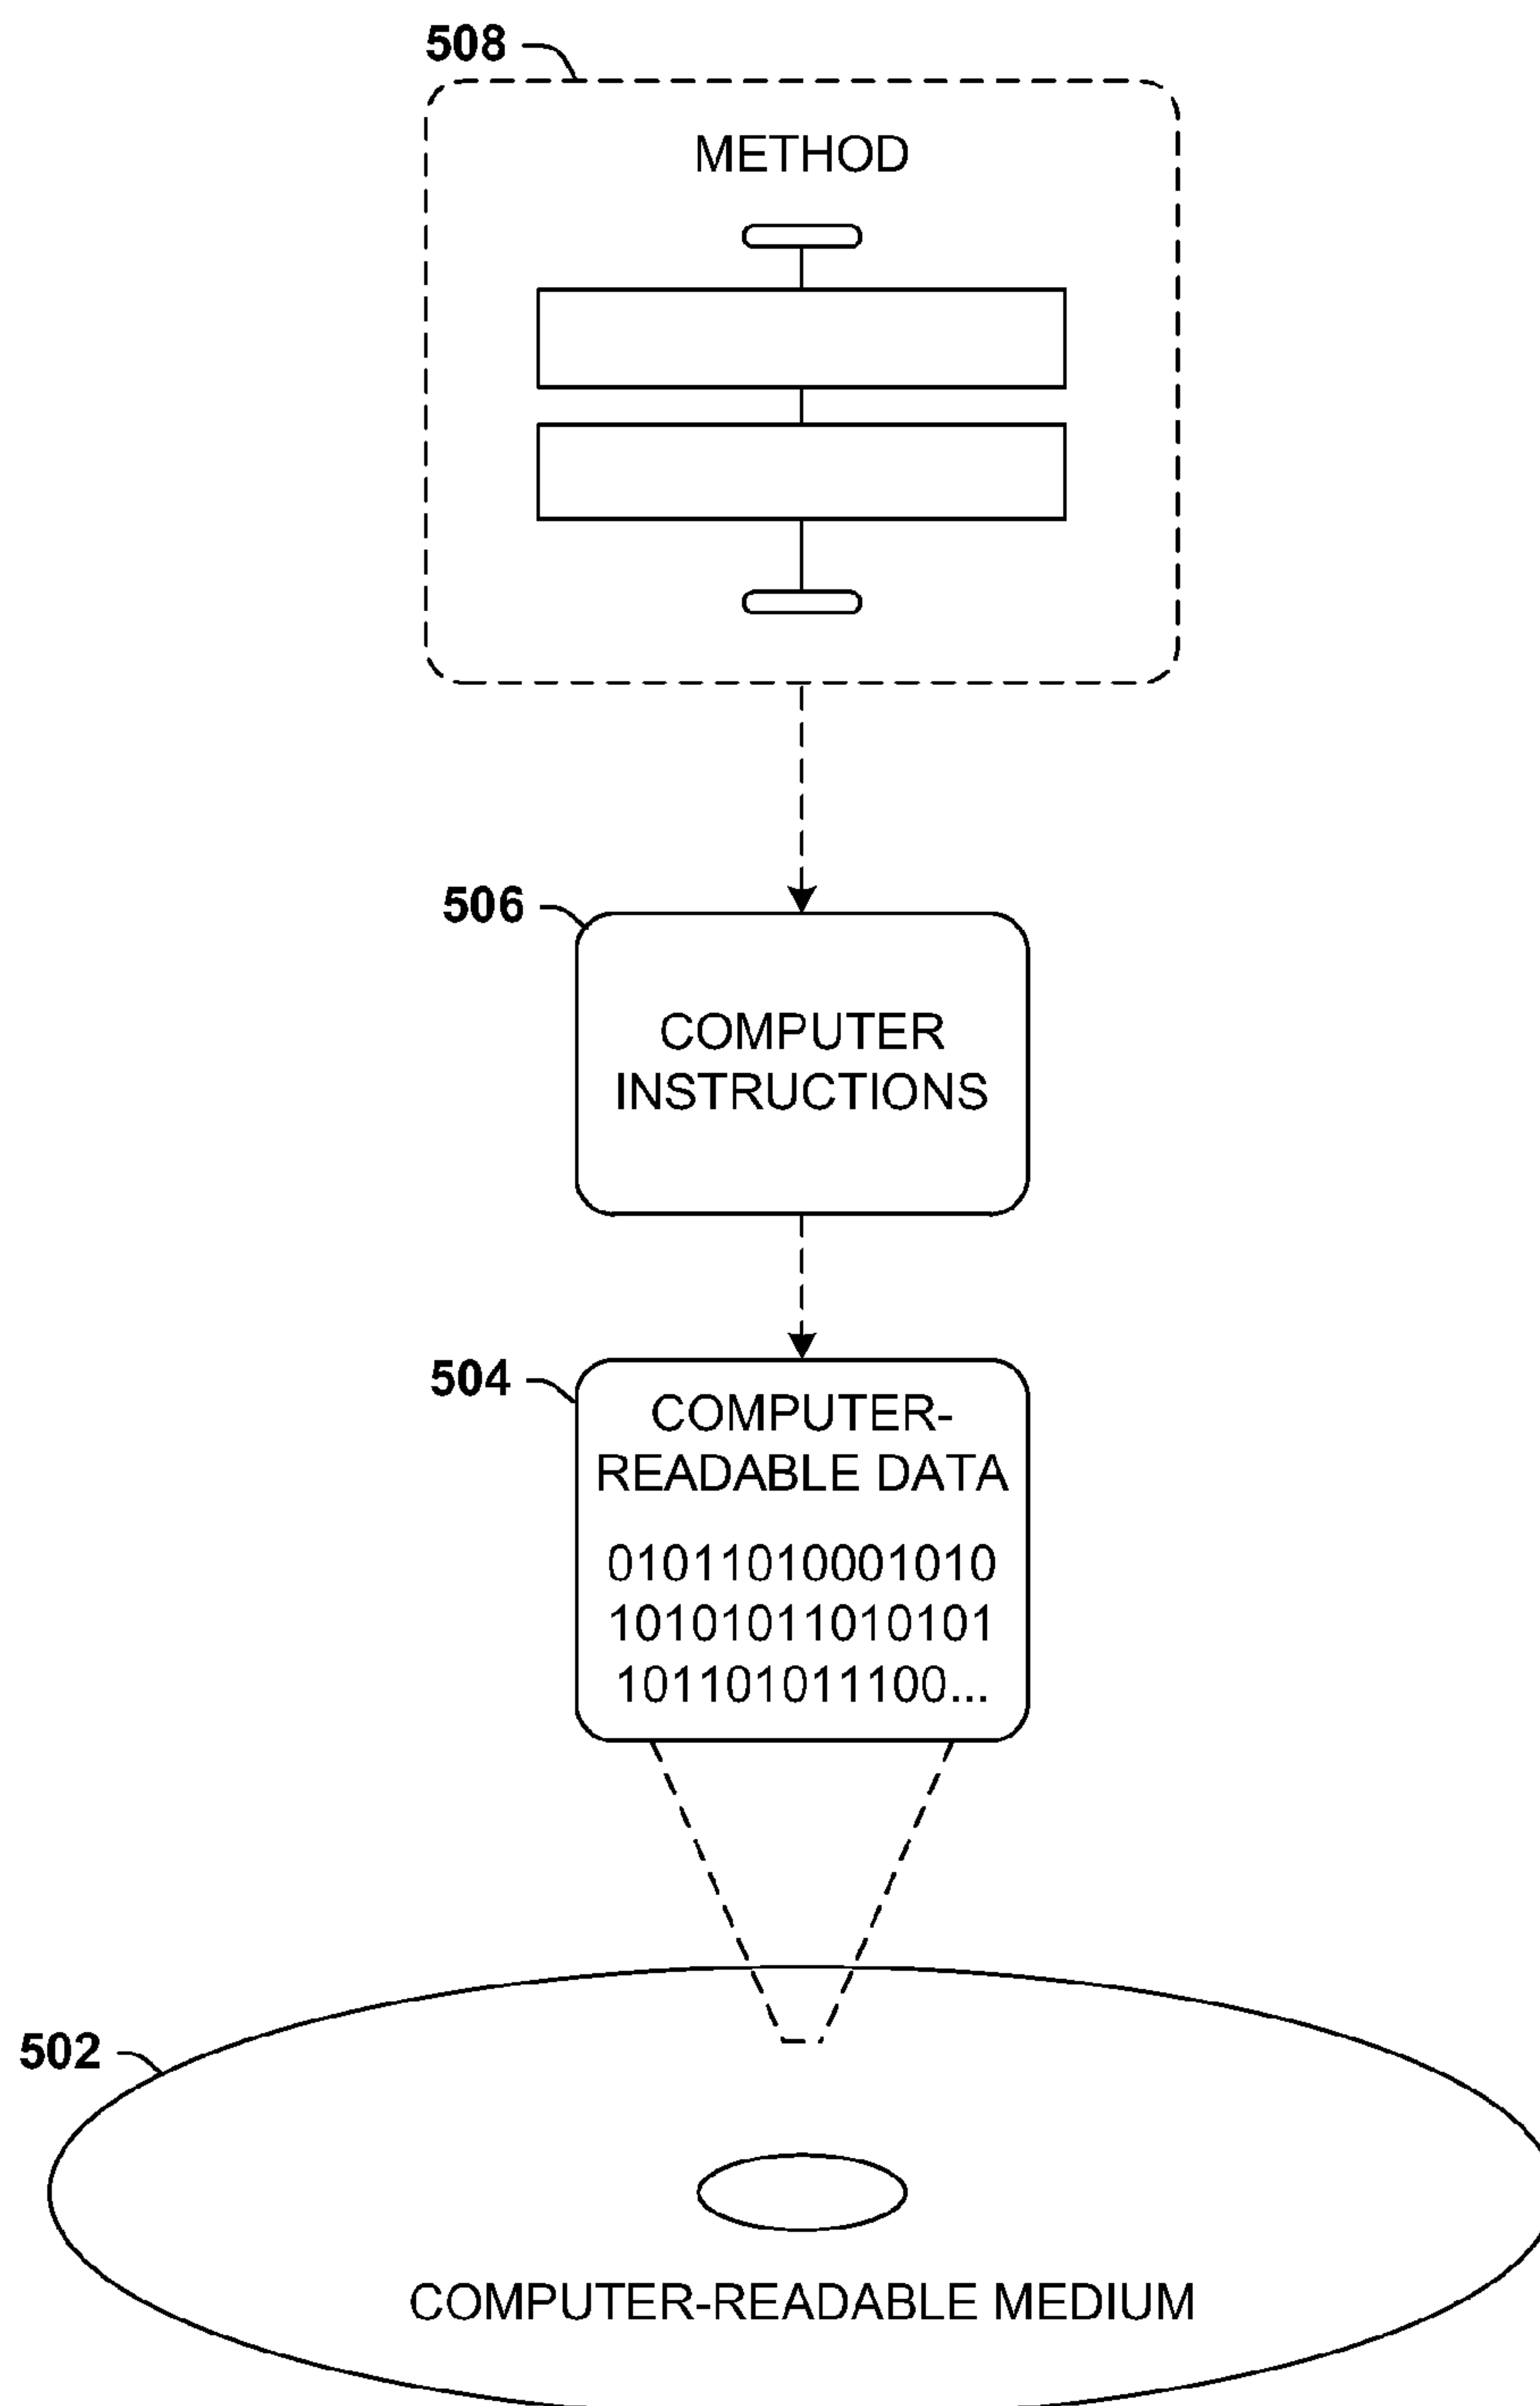 508
METHOD
506
COMPUTER
INSTRUCTIONS
504
COMPUTER-
READABLE DATA
01011010001010
10101011010101
101101011100...
502
COMPUTER-READABLE MEDIUM